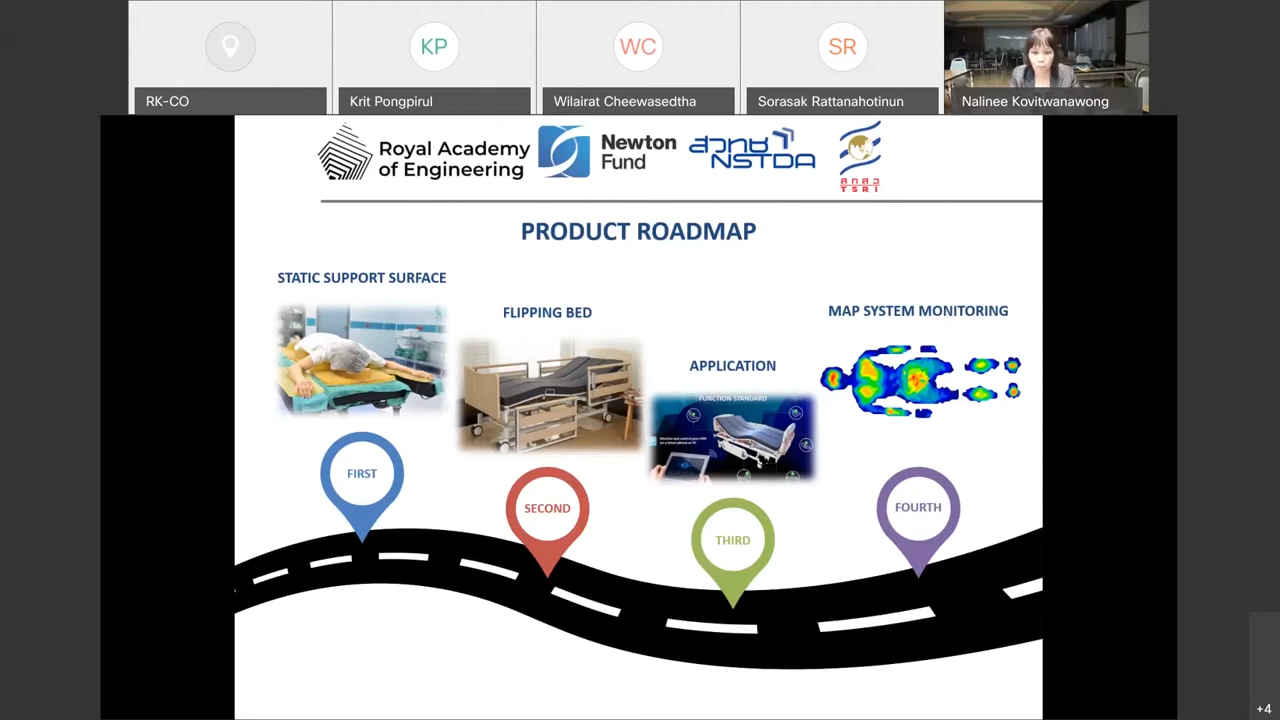 RK-CO
KP
Krit Pongpirul
WC
Wilairat Cheewasedtha
SR
Sorasak Rattanahotinun
Nalinee Kovitwanawong
Royal Academy
of Engineering
Newton
Fund
สวทช
NSTDA
สกสว
TSRI
PRODUCT ROADMAP
STATIC SUPPORT SURFACE
FLIPPING BED
APPLICATION
MAP SYSTEM MONITORING
FUNCTION STANDARD
FIRST
SECOND
THIRD
FOURTH
+4